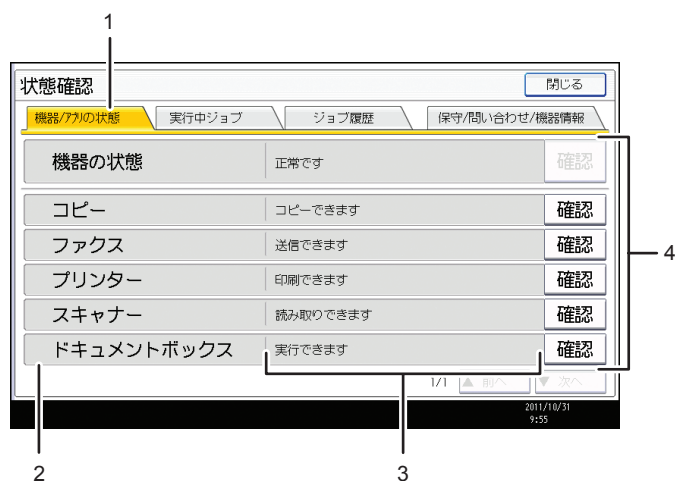 1
状態確認 閉じる
機器/アプリの状態 実行中ジョブ ジョブ履歴 保守/問い合わせ/機器情報
機器の状態 正常です 確認
コピー コピーできます 確認
ファクス 送信できます 確認
4
プリンター 印刷できます 確認
スキャナー 読み取りできます 確認
ドキュメントボックス 実行できます 確認
1/1 ▲ 前へ ▼ 次へ
2011/10/31
9:55
2 3